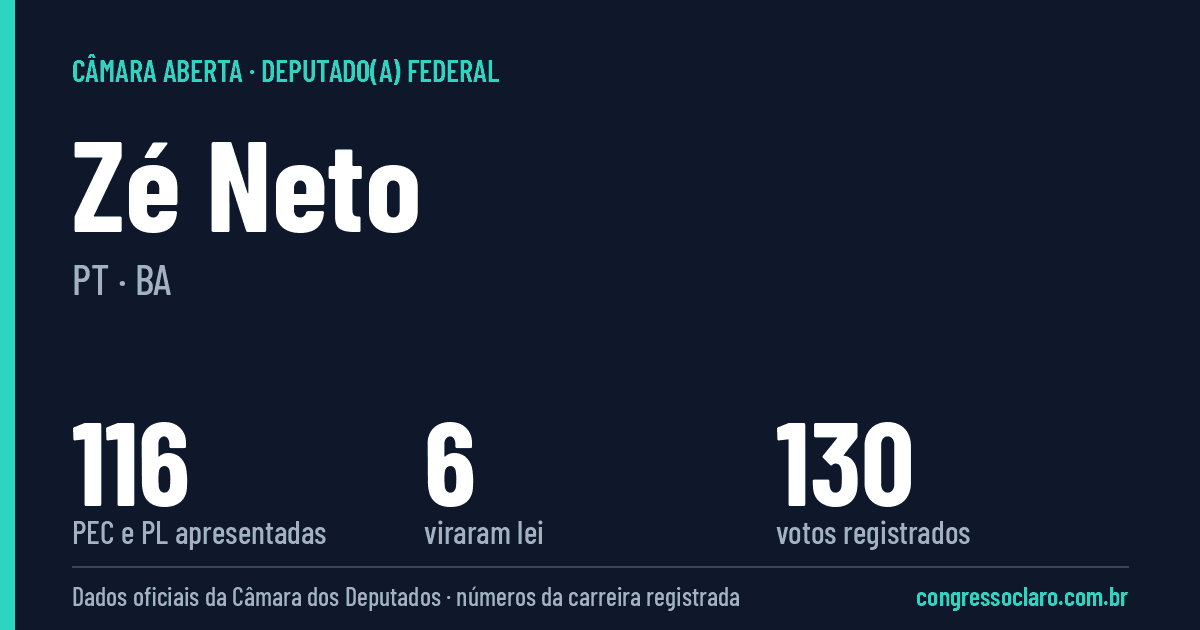 CÂMARA ABERTA · DEPUTADO(A) FEDERAL
Zé Neto
PT · BA
116 6 130
PEC e PL apresentadas viraram lei votos registrados
Dados oficiais da Câmara dos Deputados · números da carreira registrada congressoclaro.com.br